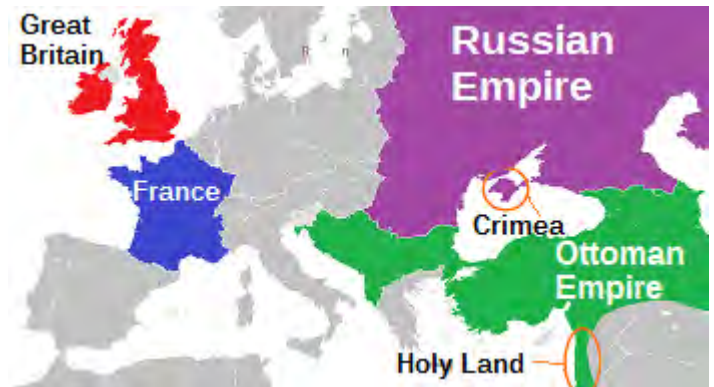 Great
Britain
Russian
Empire
France
Crimea
Ottoman
Empire
Holy Land